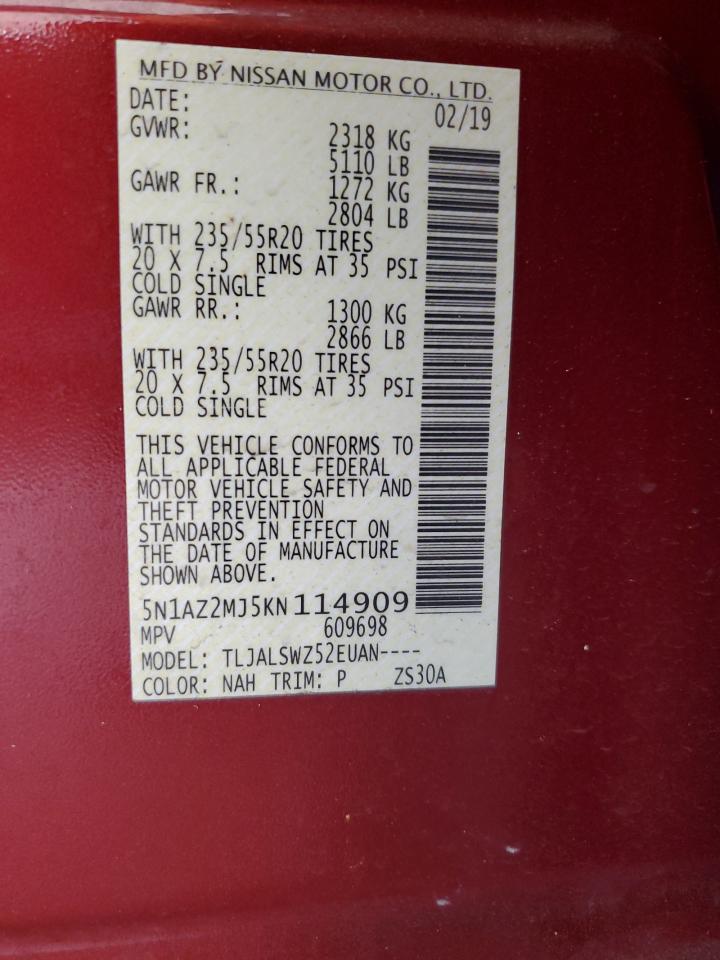 MFD BY NISSAN MOTOR CO., LTD.
DATE: 02/19
GVWR: 2318 KG
5110 LB
GAWR FR.: 1272 KG
2804 LB
WITH 235/55R20 TIRES
20 X 7.5 RIMS AT 35 PSI
COLD SINGLE
GAWR RR.: 1300 KG
2866 LB
WITH 235/55R20 TIRES
20 X 7.5 RIMS AT 35 PSI
COLD SINGLE
THIS VEHICLE CONFORMS TO
ALL APPLICABLE FEDERAL
MOTOR VEHICLE SAFETY AND
THEFT PREVENTION
STANDARDS IN EFFECT ON
THE DATE OF MANUFACTURE
SHOWN ABOVE.
5N1AZ2MJ5KN114909
MPV 609698
MODEL: TLJALSWZ52EUAN----
COLOR: NAH TRIM: P ZS30A